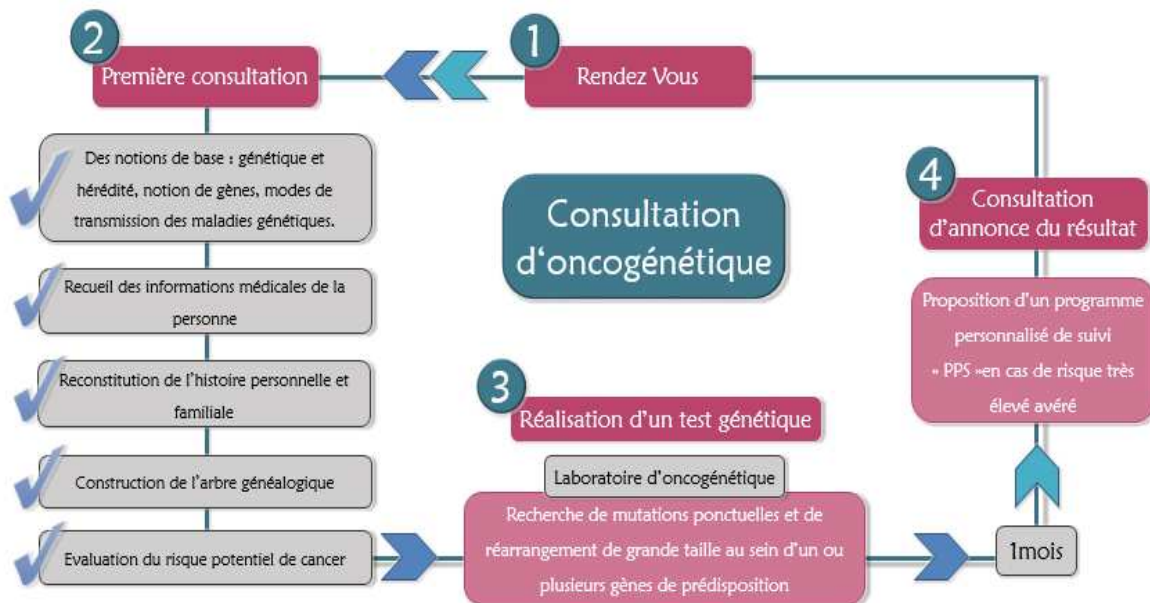 1
Rendez Vous
2
Première consultation
Des notions de base : génétique et
hérédité, notion de gènes, modes de
transmission des maladies génétiques.
Recueil des informations médicales de la
personne
Reconstitution de l'histoire personnelle et
familiale
Construction de l'arbre généalogique
Evaluation du risque potentiel de cancer
Consultation
d'oncogénétique
3
Réalisation d'un test génétique
Laboratoire d'oncogénétique
Recherche de mutations ponctuelles et de
réarrangement de grande taille au sein d'un ou
plusieurs gènes de prédisposition
1mois
4
Consultation
d'annonce du résultat
Proposition d'un programme
personnalisé de suivi
« PPS »en cas de risque très
élevé avéré